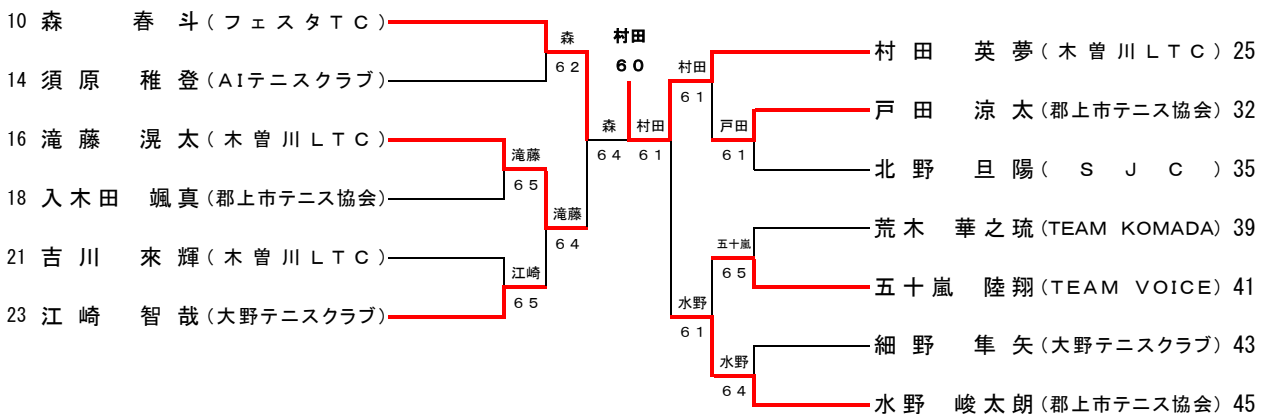 10 森 春 斗 (フェスタTC)
14 須 原 稚 登 (AIテニスクラブ)
16 滝 藤 滉 太 (木曽川LTC)
18 入 木 田 颯 真 (郡上市テニス協会)
21 吉 川 來 輝 (木曽川LTC)
23 江 崎 智 哉 (大野テニスクラブ)
森
62
滝藤
65
滝藤
64
江崎
65
森
64
村田
60
村田
61
村田
61
戸田
61
五十嵐
65
水野
61
水野
64
村 田 英 夢 (木曽川LTC) 25
戸 田 涼 太 (郡上市テニス協会) 32
北 野 旦 陽 (SJC) 35
荒 木 華 之 琉 (TEAM KOMADA) 39
五 十 嵐 陸 翔 (TEAM VOICE) 41
細 野 隼 矢 (大野テニスクラブ) 43
水 野 峻 太 朗 (郡上市テニス協会) 45